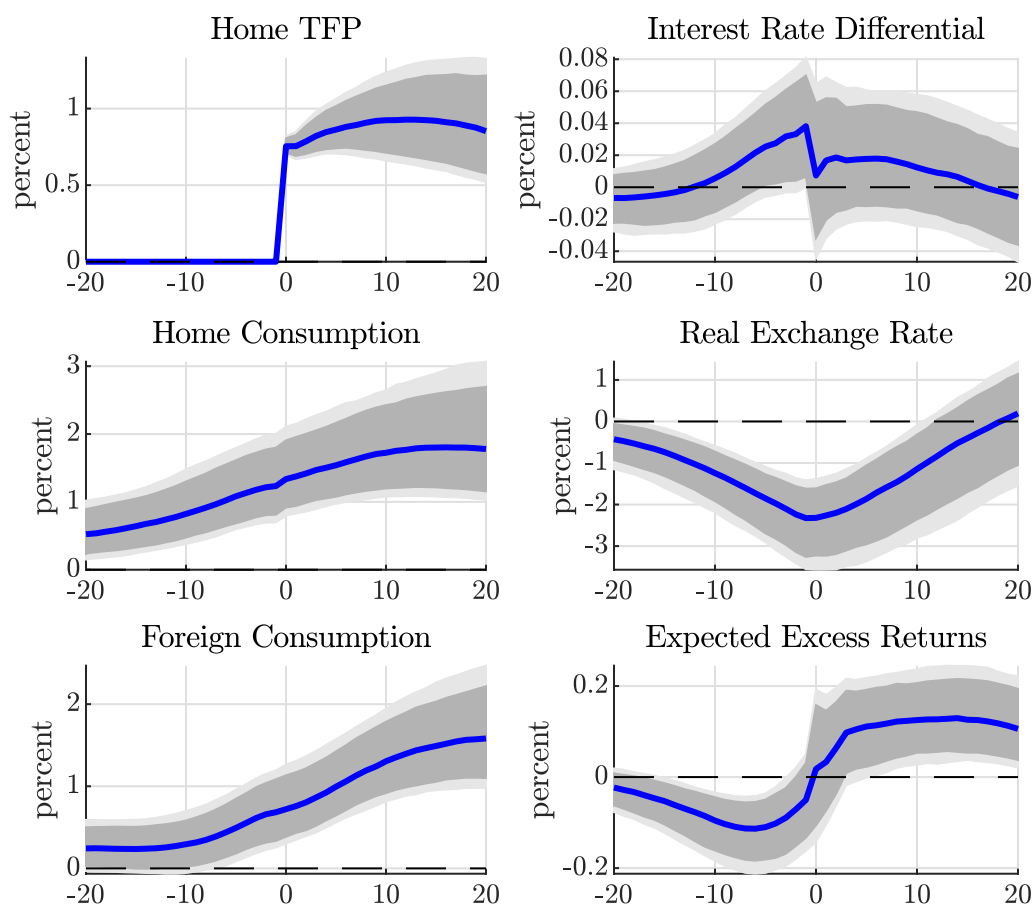 Home TFP
percent
1
0.5
0
-20 -10 0 10 20
Interest Rate Differential
0.08
0.06
0.04
0.02
0
-0.02
-0.04
-20 -10 0 10 20
Home Consumption
percent
3
2
1
0
-20 -10 0 10 20
Real Exchange Rate
percent
1
0
-1
-2
-3
-20 -10 0 10 20
Foreign Consumption
percent
2
1
0
-20 -10 0 10 20
Expected Excess Returns
percent
0.2
0
-0.2
-20 -10 0 10 20